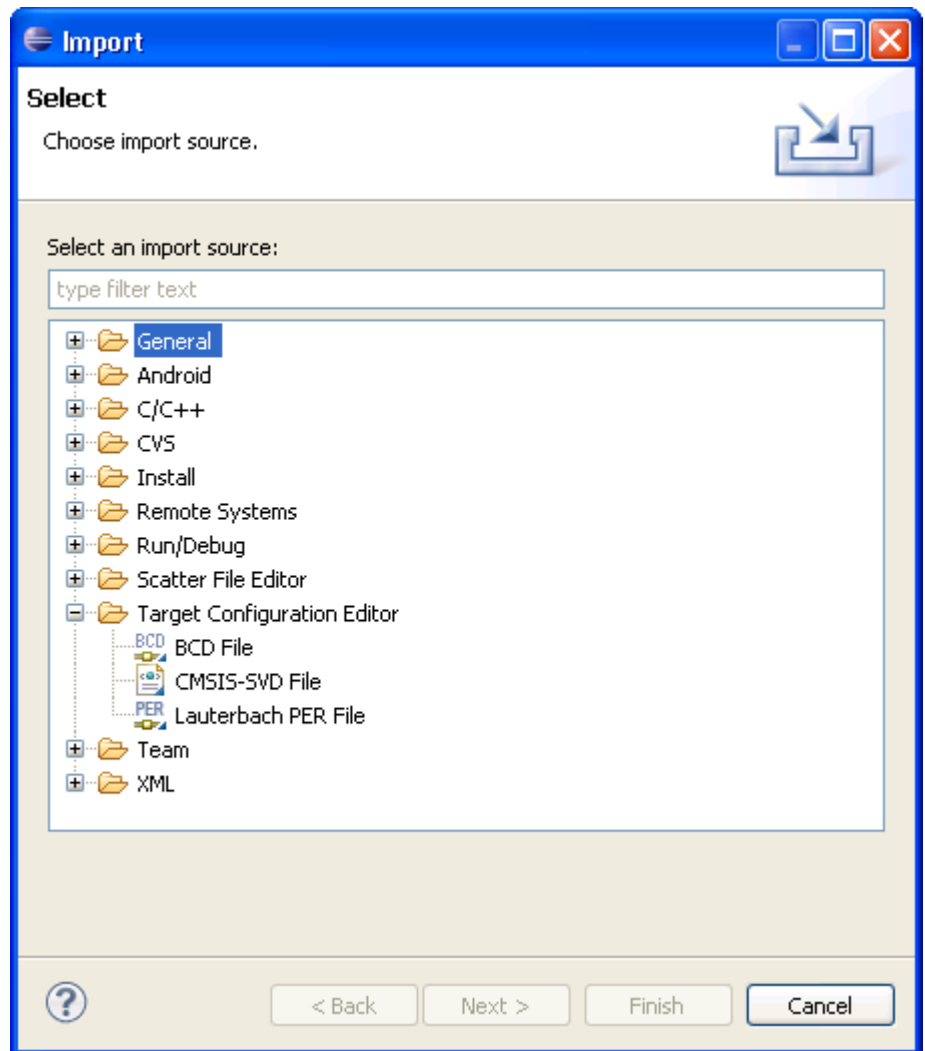 Import
Select
Choose import source.
Select an import source:
type filter text
General
Android
C/C++
CVS
Install
Remote Systems
Run/Debug
Scatter File Editor
Target Configuration Editor
BCD BCD File
CMSIS-SVD File
PER Lauterbach PER File
Team
XML
? < Back Next > Finish Cancel